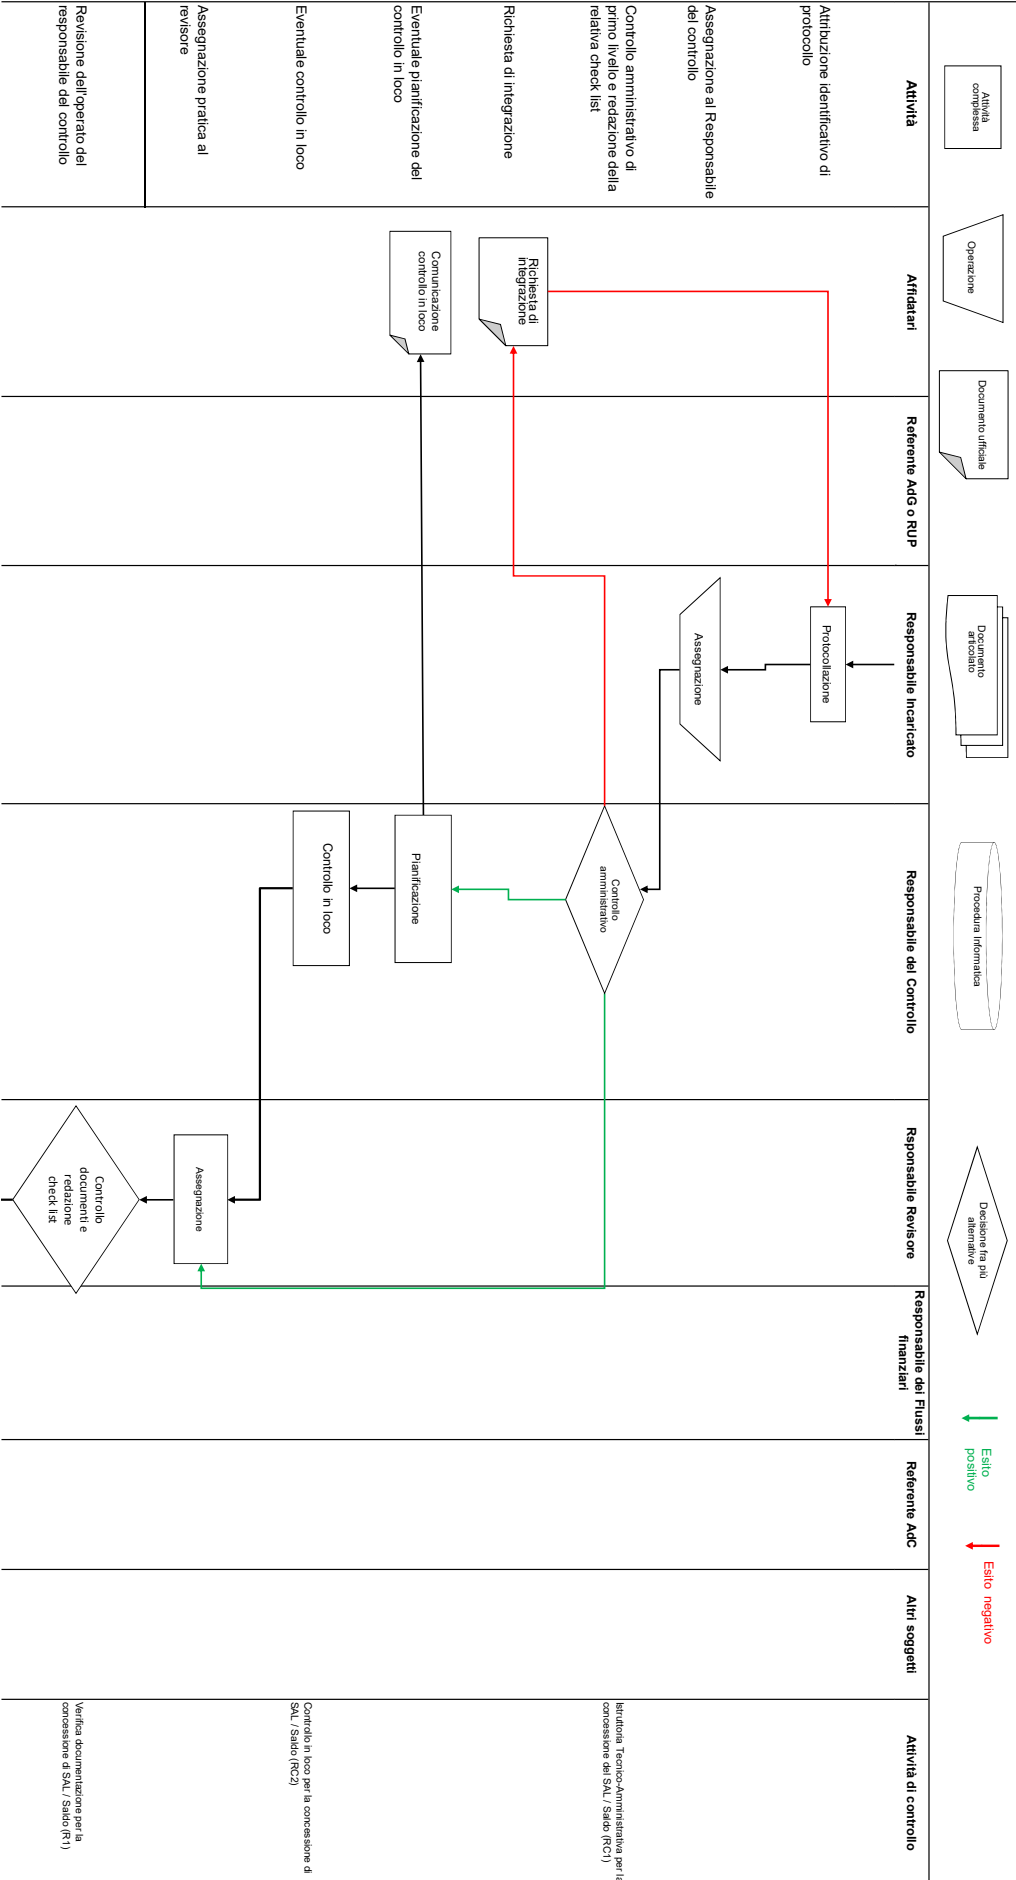 Attività
complessa
Operazione
Documento ufficiale
Documento
articolato
Procedura Informatica
Decisione fra più
alternative
Esito
positivo
Esito negativo
Attività
Affidatari
Referente AdG o RUP
Responsabile Incaricato
Responsabile del Controllo
Rsponsabile Revisore
Responsabile dei Flussi
finanziari
Referente AdC
Altri soggetti
Attività di controllo
Attribuzione identificativo di
protocollo
Protocollazione
Assegnazione al Responsabile
del controllo
Assegnazione
Controllo amministrativo di
primo livello e redazione della
relativa check list
Controllo
amministrativo
Istruttoria Tecnico-Amministrativa per la
concessione del SAL / Saldo (RC1)
Richiesta di integrazione
Richiesta di
integrazione
Eventuale pianificazione del
controllo in loco
Comunicazione
controllo in loco
Pianificazione
Eventuale controllo in loco
Controllo in loco
Controllo in loco per la concessione di
SAL / Saldo (RC2)
Assegnazione pratica al
revisore
Assegnazione
Revisione dell'operato del
responsabile del controllo
Controllo
documenti e
redazione
check list
Verifica documentazione per la
concessione di SAL / Saldo (R1)